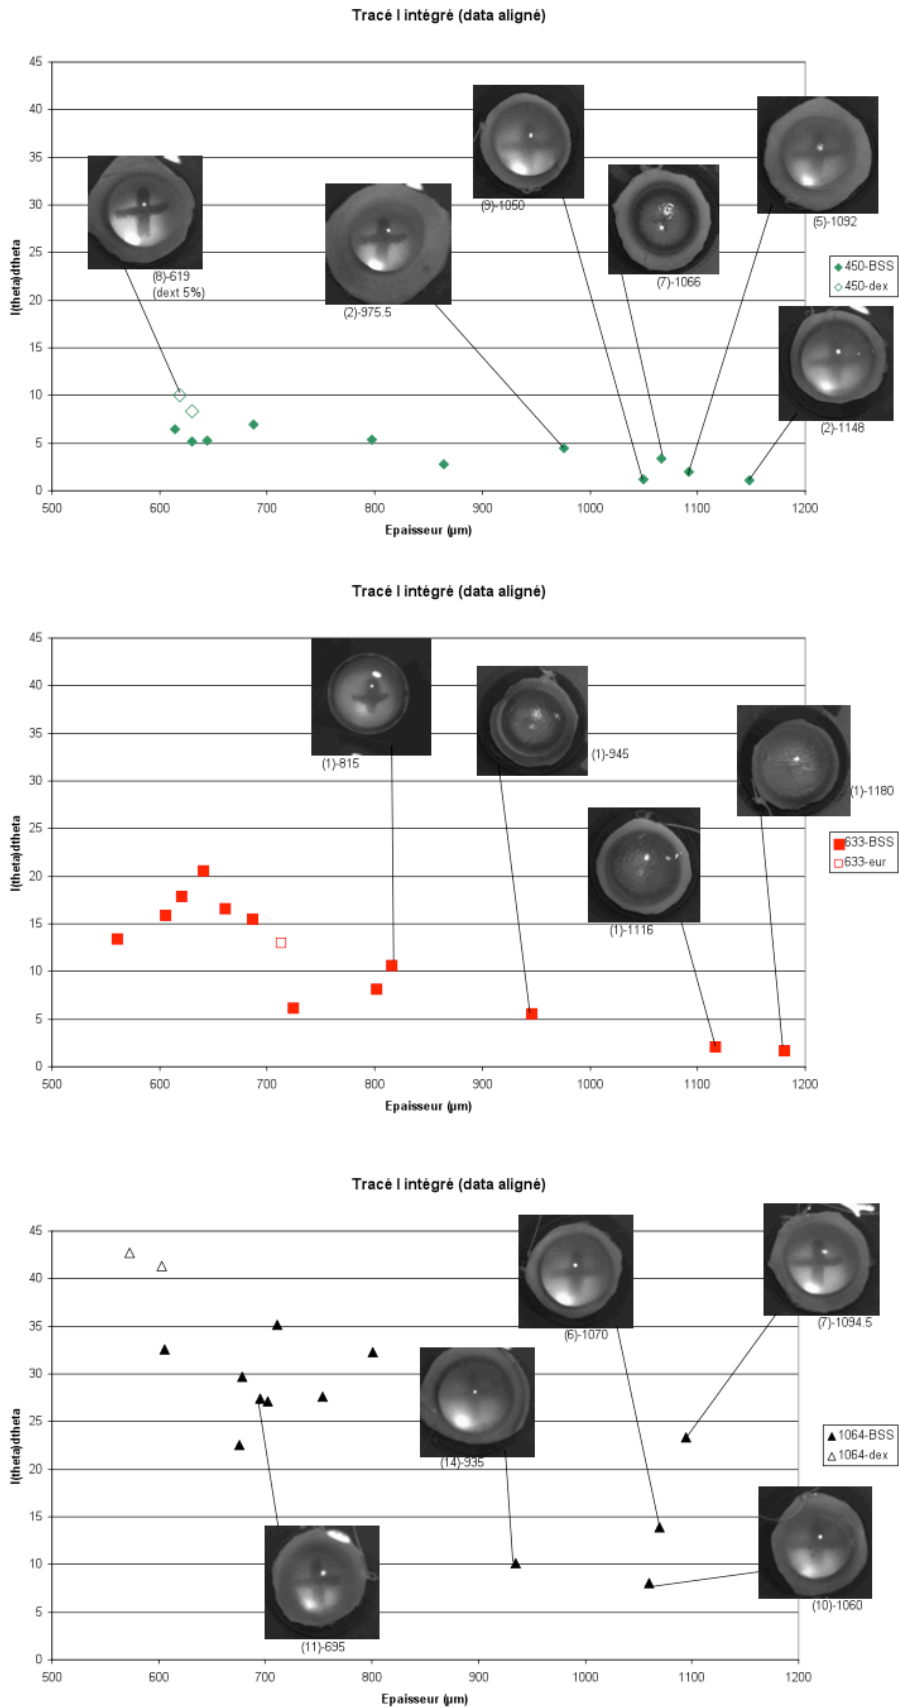 Tracé I intégré (data aligné)
45
40
35
30
25
20
15
10
5
0
I(theta)dtheta
500 600 700 800 900 1000 1100 1200
Epaisseur (µm)
(8)-619
(dext 5%)
(2)-975.5
(9)-1050
(7)-1066
(5)-1092
(2)-1148
450-BSS
450-dex
Tracé I intégré (data aligné)
45
40
35
30
25
20
15
10
5
0
I(theta)dtheta
500 600 700 800 900 1000 1100 1200
Epaisseur (µm)
(1)-815
(1)-945
(1)-1116
(1)-1180
633-BSS
633-eur
Tracé I intégré (data aligné)
45
40
35
30
25
20
15
10
5
0
I(theta)dtheta
500 600 700 800 900 1000 1100 1200
Epaisseur (µm)
(11)-695
(14)-935
(6)-1070
(7)-1094.5
(10)-1060
1064-BSS
1064-dex